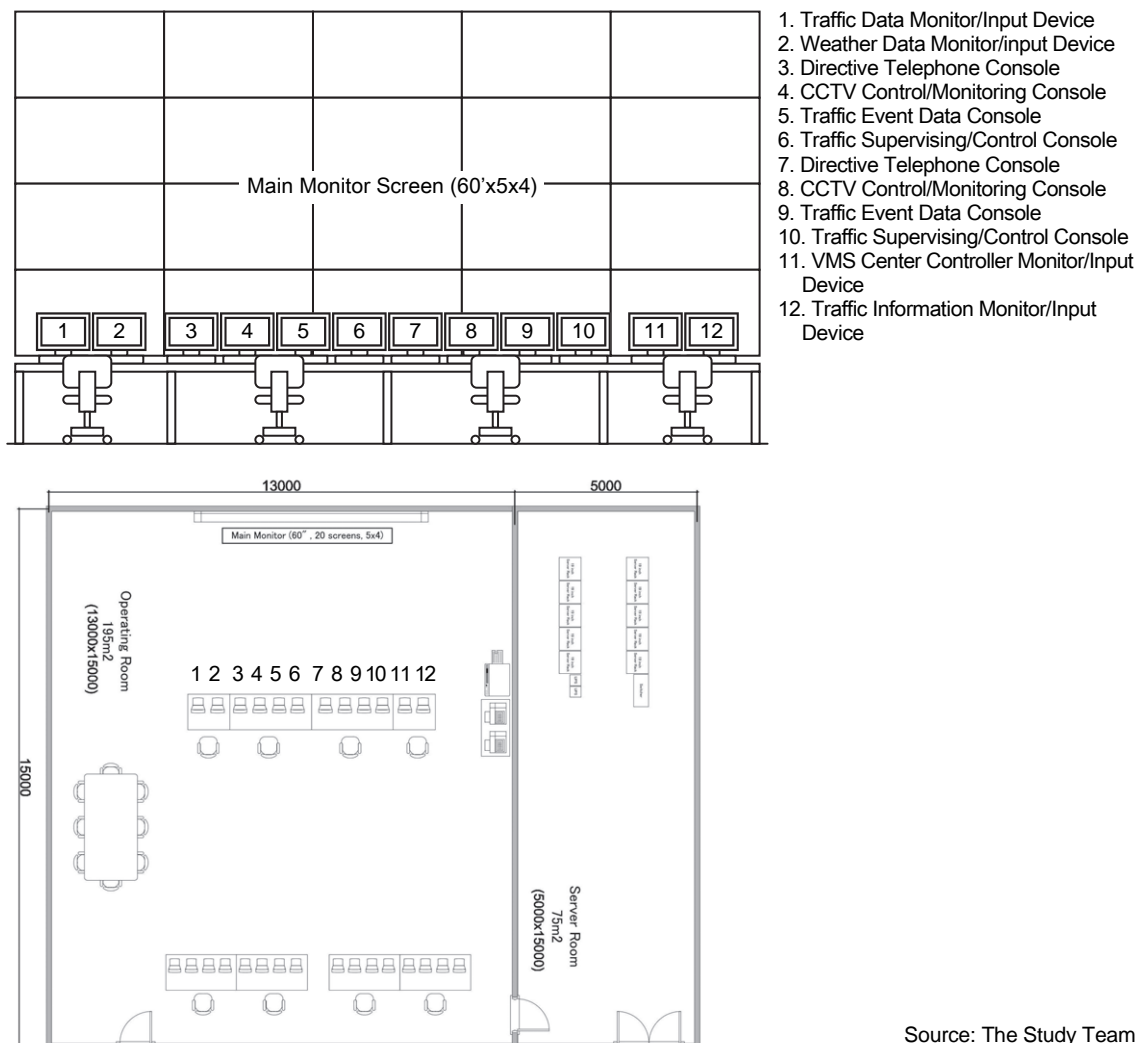 1. Traffic Data Monitor/Input Device
2. Weather Data Monitor/input Device
3. Directive Telephone Console
4. CCTV Control/Monitoring Console
5. Traffic Event Data Console
6. Traffic Supervising/Control Console
7. Directive Telephone Console
8. CCTV Control/Monitoring Console
9. Traffic Event Data Console
10. Traffic Supervising/Control Console
11. VMS Center Controller Monitor/Input
Device
12. Traffic Information Monitor/Input
Device
Main Monitor Screen (60'x5x4)
1 2 3 4 5 6 7 8 9 10 11 12
13000 5000
Main Monitor (60", 20 screens, 5x4)
Operating Room
195m2
(13000x15000)
1 2 3 4 5 6 7 8 9 10 11 12
15000
Server Room
75m2
(5000x15000)
Source: The Study Team